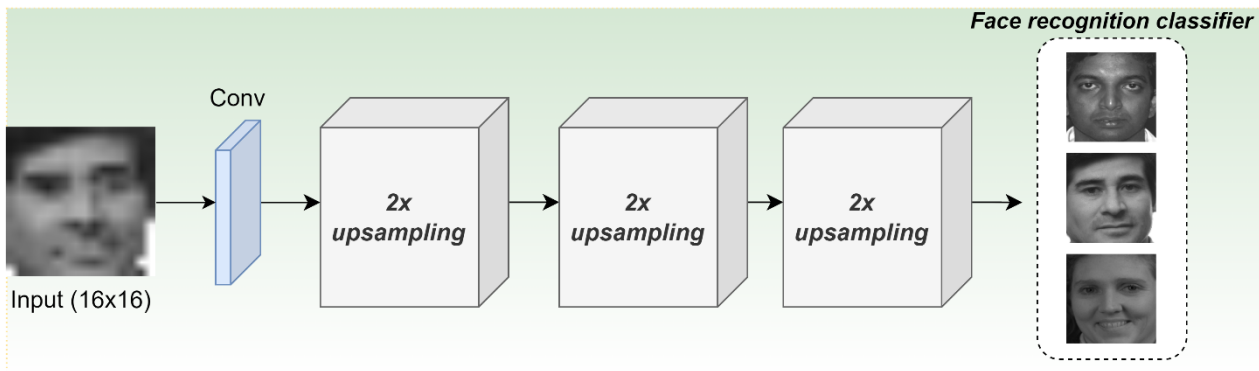 Face recognition classifier
Conv
2x
upsampling
2x
upsampling
2x
upsampling
Input (16x16)